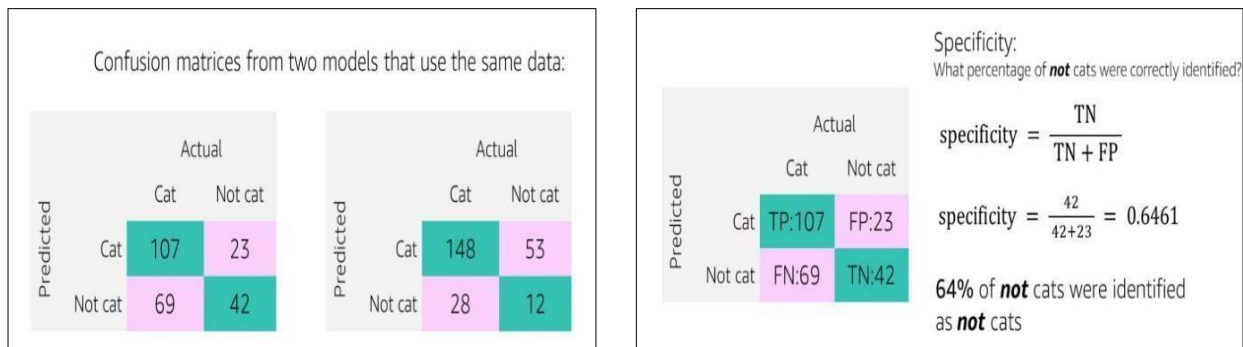 Confusion matrices from two models that use the same data:
Actual
Cat Not cat
Predicted
Cat 107 23
Not cat 69 42
Actual
Cat Not cat
Predicted
Cat 148 53
Not cat 28 12
Actual
Cat Not cat
Predicted
Cat TP:107 FP:23
Not cat FN:69 TN:42
Specificity:
What percentage of not cats were correctly identified?
specificity = TN / TN + FP
specificity = 42 / 42+23 = 0.6461
64% of not cats were identified
as not cats